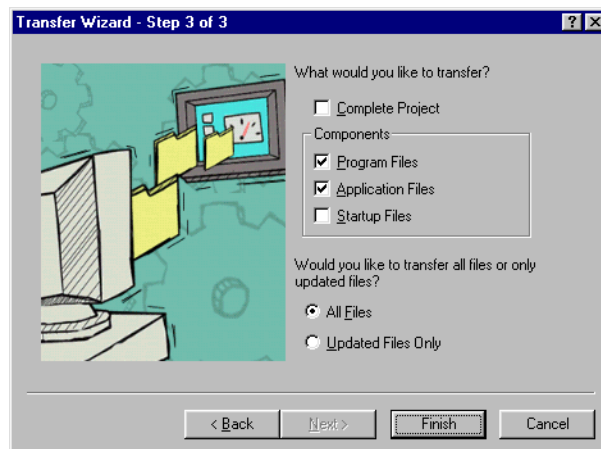 Transfer Wizard - Step 3 of 3
What would you like to transfer?
Complete Project
Components
Program Files
Application Files
Startup Files
Would you like to transfer all files or only
updated files?
All Files
Updated Files Only
< Back
Next >
Finish
Cancel